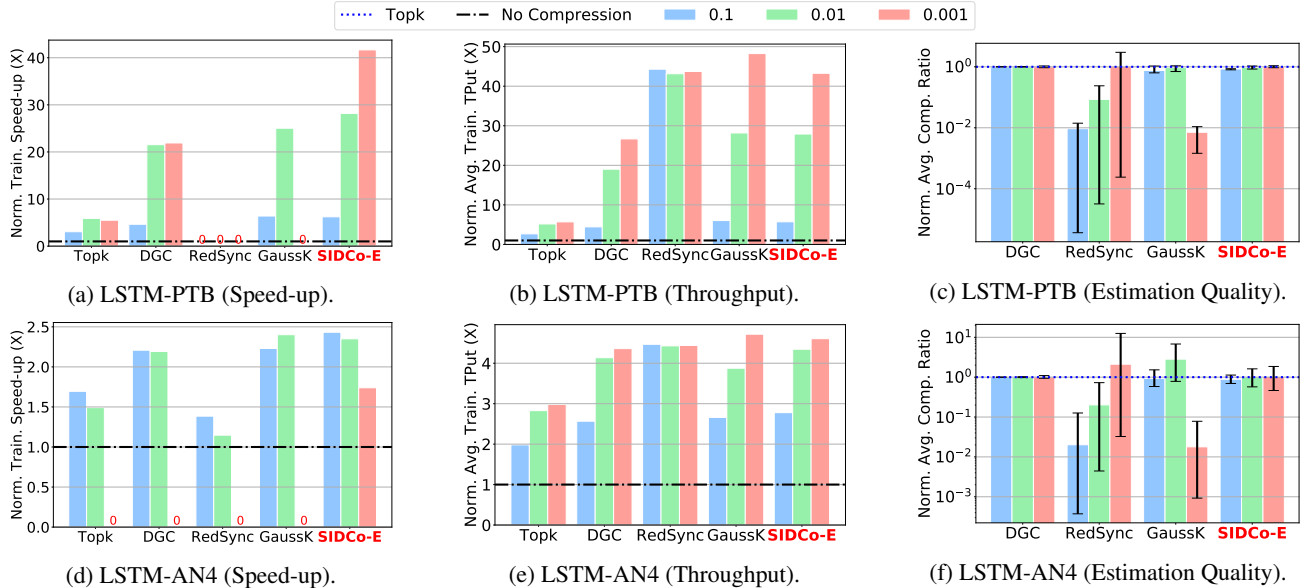 Topk No Compression 0.1 0.01 0.001
Norm. Train. Speed-up (X)
40
30
20
10
0
0 0 0 0
Topk DGC RedSync GaussK SIDCo-E
(a) LSTM-PTB (Speed-up).
Norm. Avg. Train. TPut (X)
50
40
30
20
10
0
Topk DGC RedSync GaussK SIDCo-E
(b) LSTM-PTB (Throughput).
Norm. Avg. Comp. Ratio
10^0
10^-2
10^-4
DGC RedSync GaussK SIDCo-E
(c) LSTM-PTB (Estimation Quality).
Norm. Train. Speed-up (X)
2.5
2.0
1.5
1.0
0.5
0.0
0 0 0 0
Topk DGC RedSync GaussK SIDCo-E
(d) LSTM-AN4 (Speed-up).
Norm. Avg. Train. TPut (X)
4
3
2
1
0
Topk DGC RedSync GaussK SIDCo-E
(e) LSTM-AN4 (Throughput).
Norm. Avg. Comp. Ratio
10^1
10^0
10^-1
10^-2
10^-3
DGC RedSync GaussK SIDCo-E
(f) LSTM-AN4 (Estimation Quality).